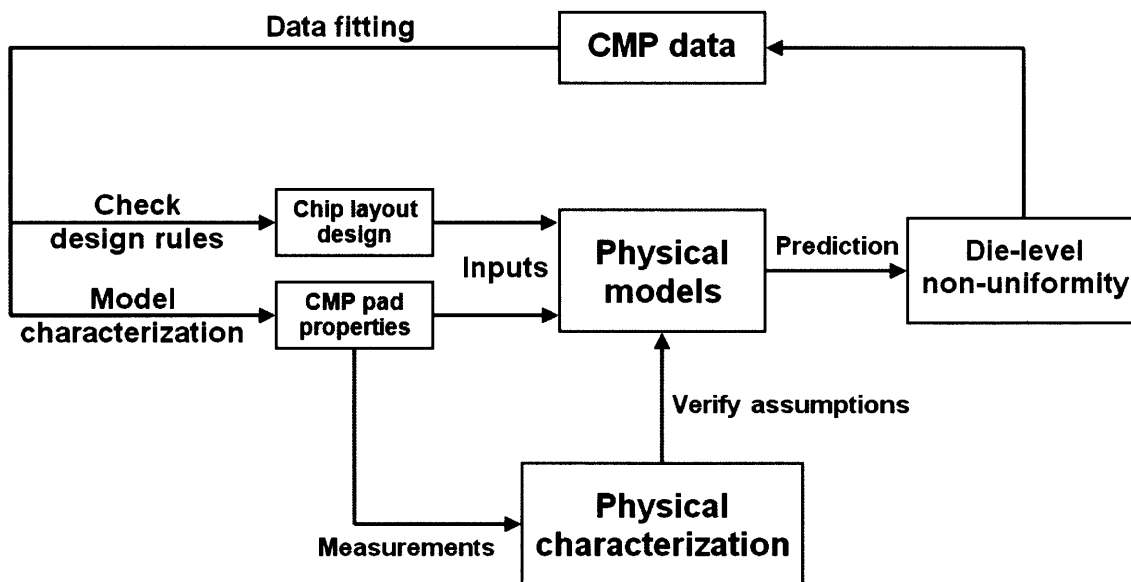 Data fitting
CMP data
Check
design rules
Chip layout
design
Inputs
Physical
models
Prediction
Die-level
non-uniformity
Model
characterization
CMP pad
properties
Verify assumptions
Measurements
Physical
characterization